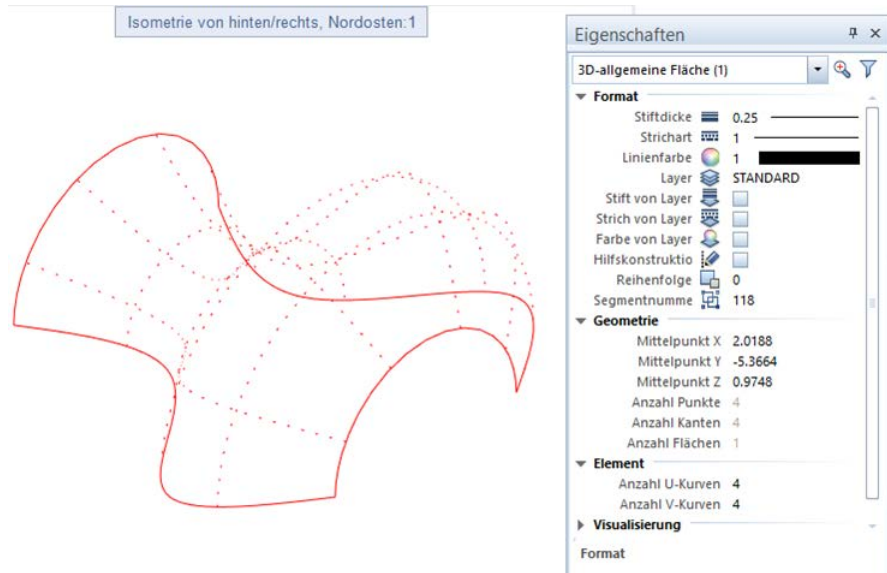 Isometrie von hinten/rechts, Nordosten:1
Eigenschaften
3D-allgemeine Fläche (1)
Format
Stiftdicke 0.25
Strichart 1
Linienfarbe 1
Layer STANDARD
Stift von Layer
Strich von Layer
Farbe von Layer
Hilfskonstruktio
Reihenfolge 0
Segmentnumme 118
Geometrie
Mittelpunkt X 2.0188
Mittelpunkt Y -5.3664
Mittelpunkt Z 0.9748
Anzahl Punkte 4
Anzahl Kanten 4
Anzahl Flächen 1
Element
Anzahl U-Kurven 4
Anzahl V-Kurven 4
Visualisierung
Format